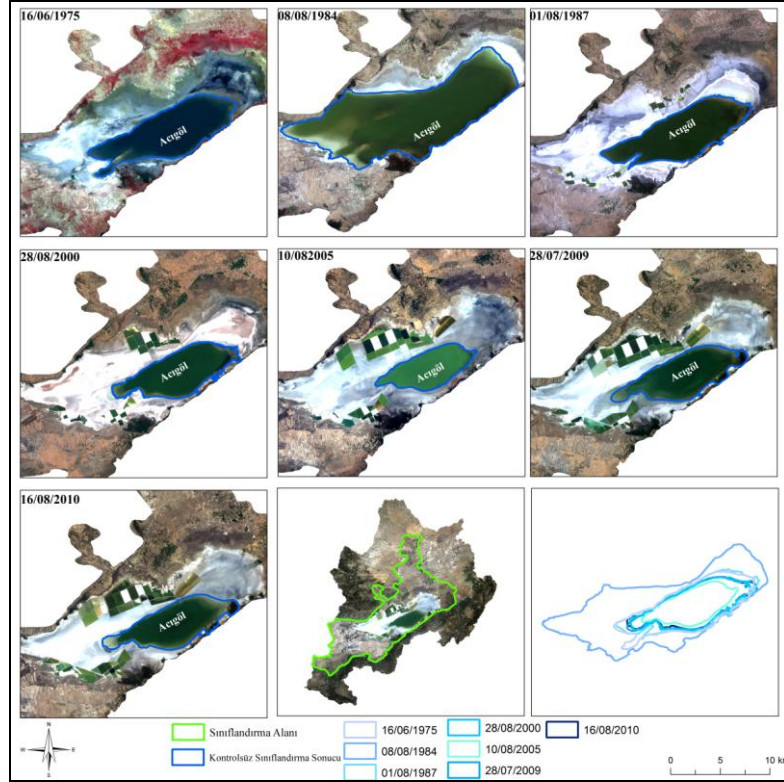 16/06/1975
Acıgöl
08/08/1984
Acıgöl
01/08/1987
Acıgöl
28/08/2000
Acıgöl
10/082005
Acıgöl
28/07/2009
Acıgöl
16/08/2010
Acıgöl
N
W
E
S
Sınıflandırma Alanı
Kontrolsüz Sınıflandırma Sonucu
16/06/1975
08/08/1984
01/08/1987
28/08/2000
10/08/2005
28/07/2009
16/08/2010
0 5 10